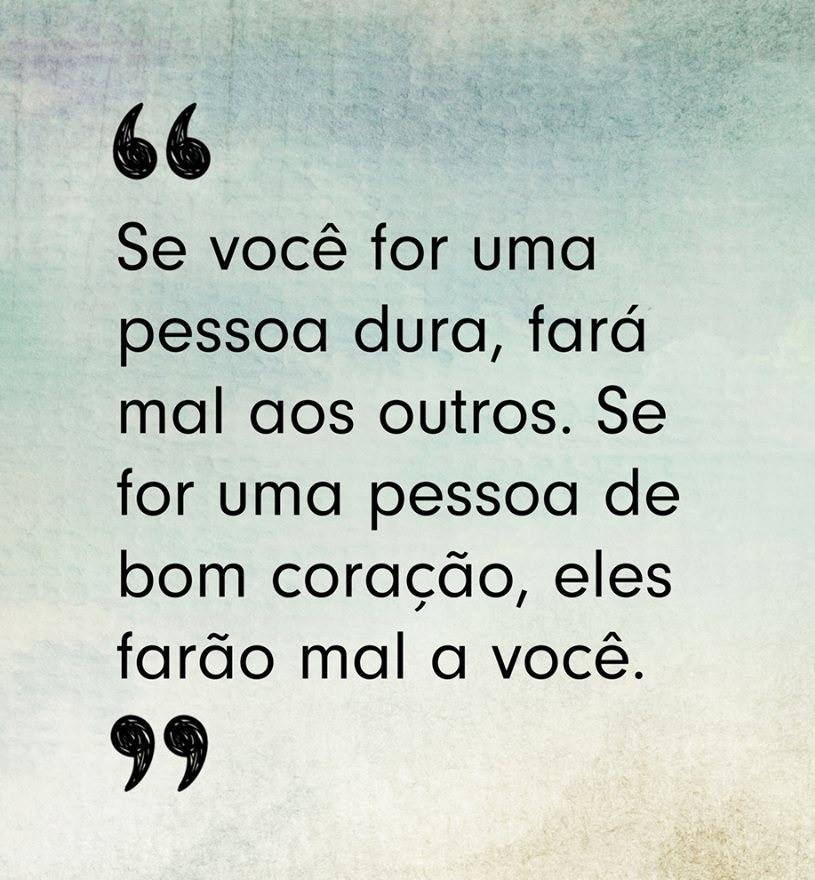 “
Se você for uma
pessoa dura, fará
mal aos outros. Se
for uma pessoa de
bom coração, eles
farão mal a você.
”